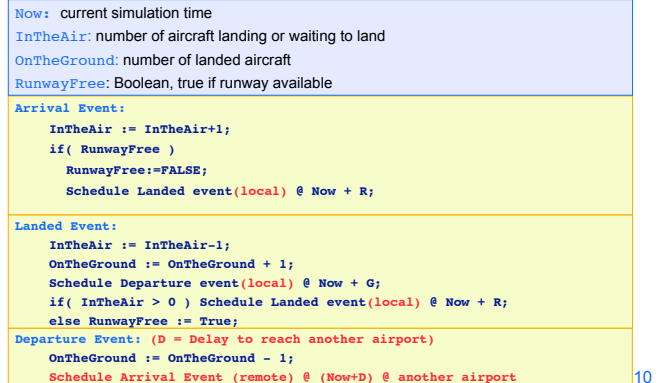 Now: current simulation time
InTheAir: number of aircraft landing or waiting to land
OnTheGround: number of landed aircraft
RunwayFree: Boolean, true if runway available
Arrival Event:
InTheAir := InTheAir+1;
if( RunwayFree )
RunwayFree:=FALSE;
Schedule Landed event(local) @ Now + R;
Landed Event:
InTheAir := InTheAir-1;
OnTheGround := OnTheGround + 1;
Schedule Departure event(local) @ Now + G;
if( InTheAir > 0 ) Schedule Landed event(local) @ Now + R;
else RunwayFree := True;
Departure Event: (D = Delay to reach another airport)
OnTheGround := OnTheGround - 1;
Schedule Arrival Event (remote) @ (Now+D) @ another airport
10